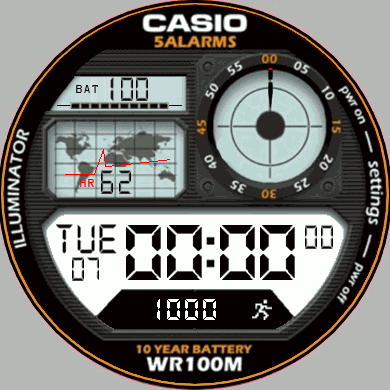 CASIO
5ALARMS
BAT 100
00
05
10
15
20
25
30
35
40
45
50
55
HR 62
ILLUMINATOR
pwr on — settings — pwr off
TUE 00:00 00
07
1000
10 YEAR BATTERY
WR100M